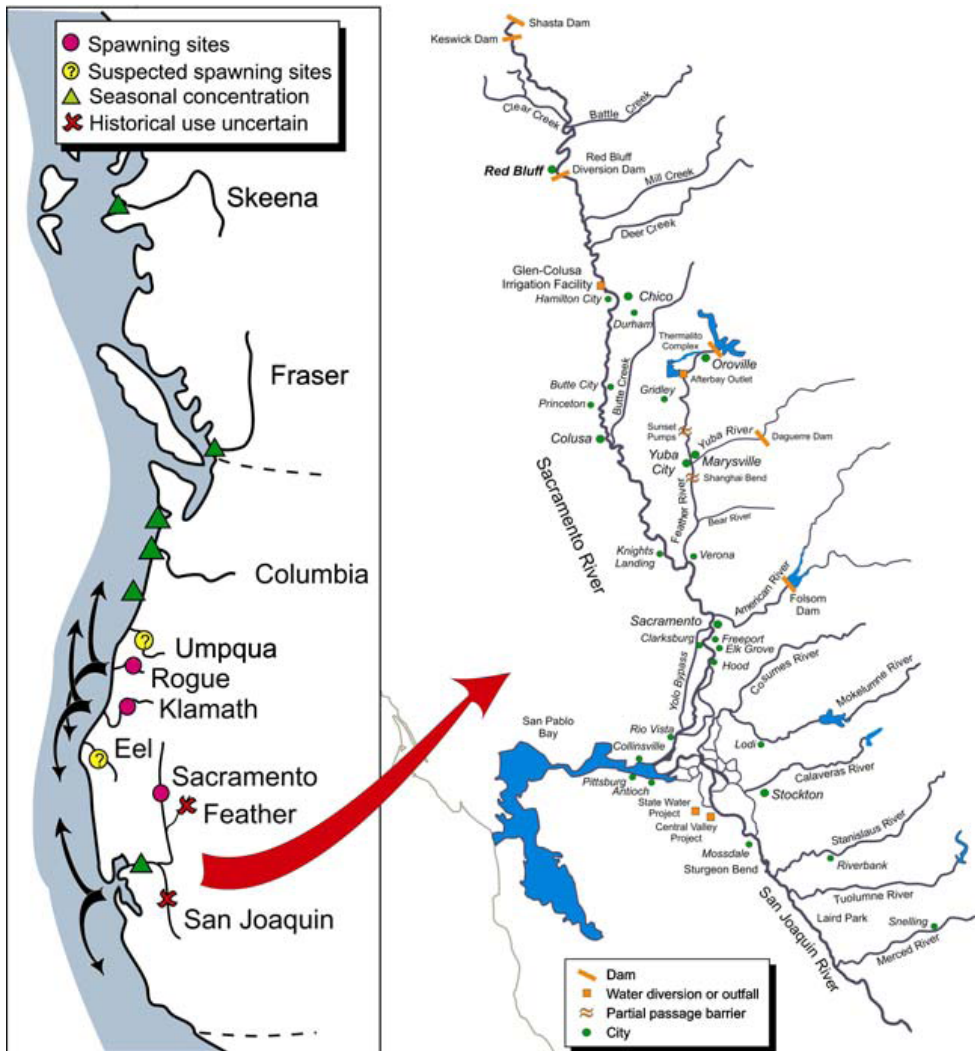 Spawning sites
? Suspected spawning sites
Seasonal concentration
Historical use uncertain
Skeena
Fraser
Columbia
?
Umpqua
Rogue
Klamath
Eel
?
Sacramento
Feather
San Joaquin
Shasta Dam
Keswick Dam
Clear Creek
Battle Creek
Red Bluff
Red Bluff
Diversion Dam
Mill Creek
Deer Creek
Glen-Colusa
Irrigation Facility
Hamilton City
Chico
Durham
Thermalito
Complex
Oroville
Afterbay Outlet
Butte City
Gridley
Princeton
Butte Creek
Colusa
Sunset
Pumps
Yuba River
Daguerre Dam
Yuba
City
Marysville
Shanghai Bend
Sacramento River
Feather River
Bear River
Knights
Landing
Verona
American River
Folsom
Dam
Sacramento
Clarksburg
Freeport
Elk Grove
Hood
Yolo Bypass
Cosumes River
Mokelumne River
San Pablo
Bay
Rio Vista
Collinsville
Lodi
Calaveras River
Pittsburg
Antioch
Stockton
State Water
Project
Central Valley
Project
Stanislaus River
Mossdale
Riverbank
Sturgeon Bend
Tuolumne River
San Joaquin River
Laird Park
Snelling
Merced River
Dam
Water diversion or outfall
Partial passage barrier
City